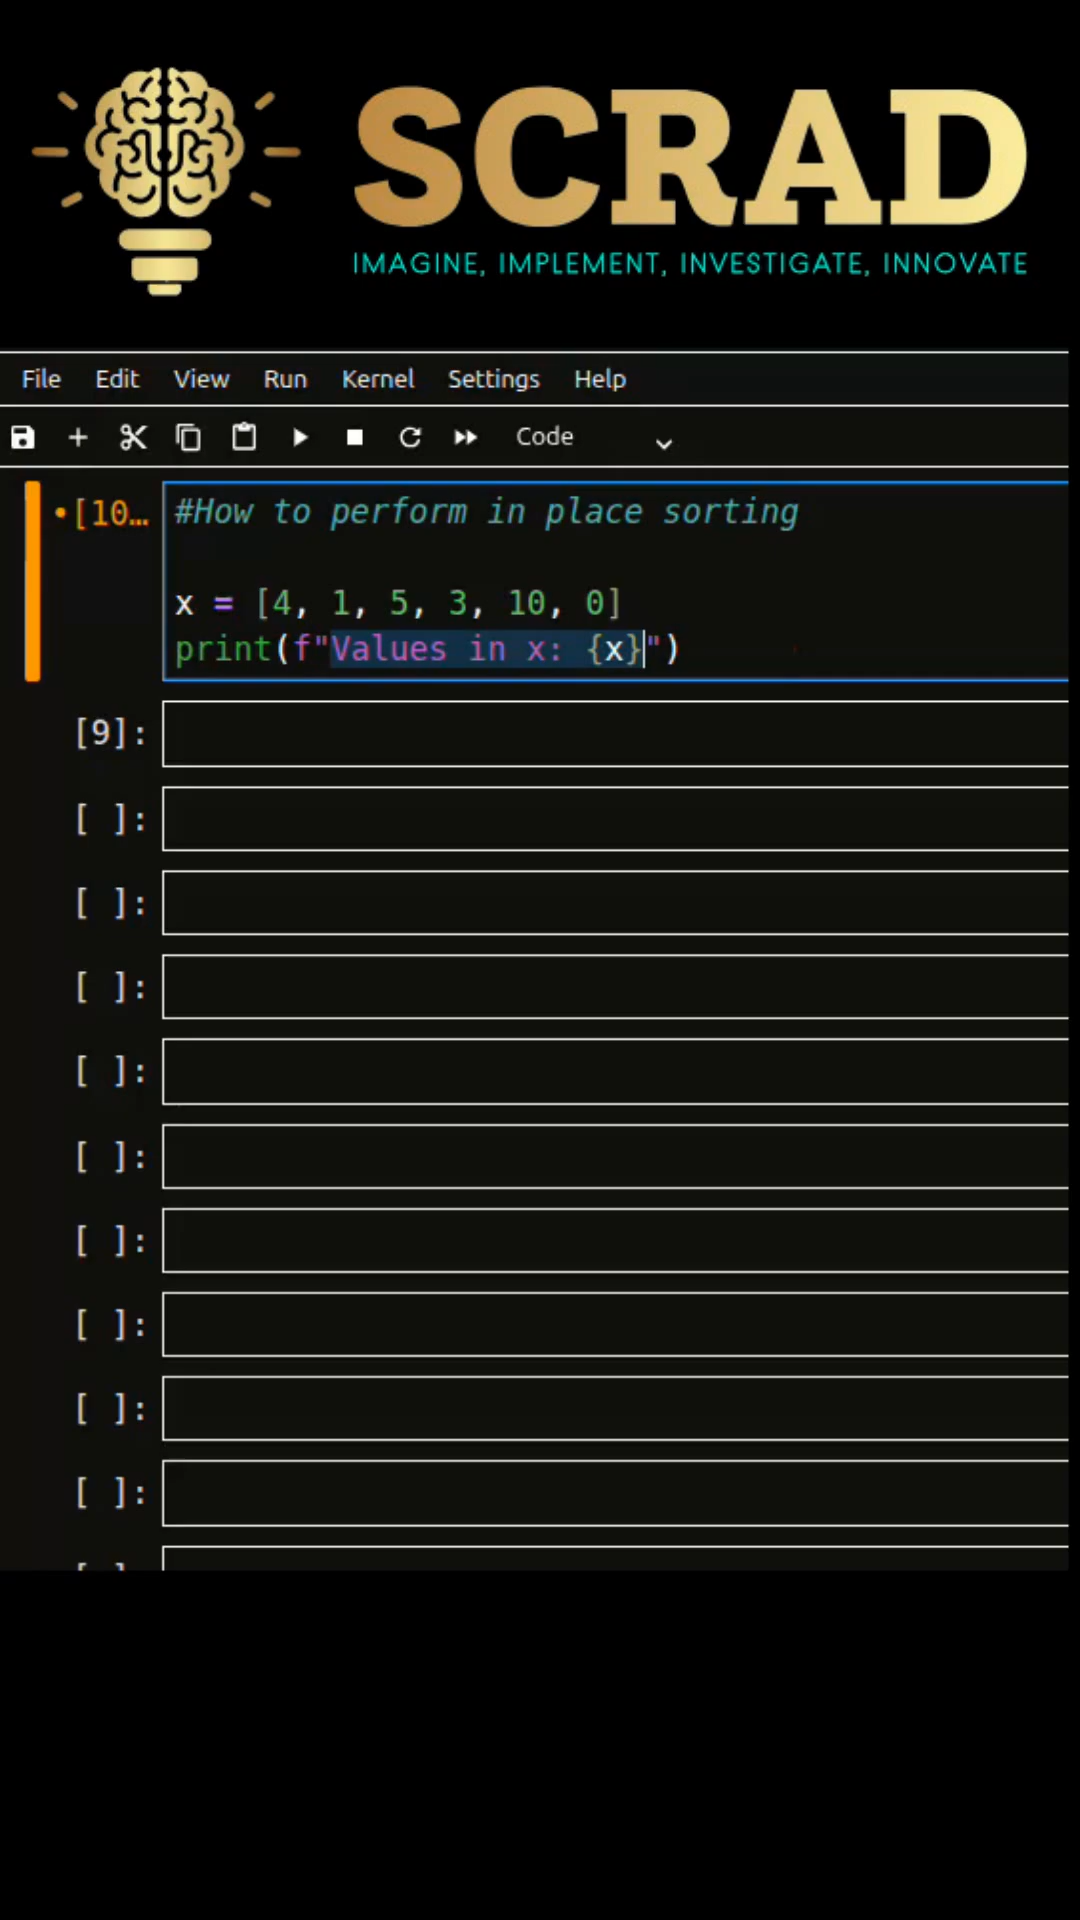 SCRAD
IMAGINE, IMPLEMENT, INVESTIGATE, INNOVATE
File Edit View Run Kernel Settings Help
Code
•[10… #How to perform in place sorting
x = [4, 1, 5, 3, 10, 0]
print(f"Values in x: {x}")
[9]:
[ ]:
[ ]:
[ ]:
[ ]:
[ ]:
[ ]:
[ ]:
[ ]:
[ ]: